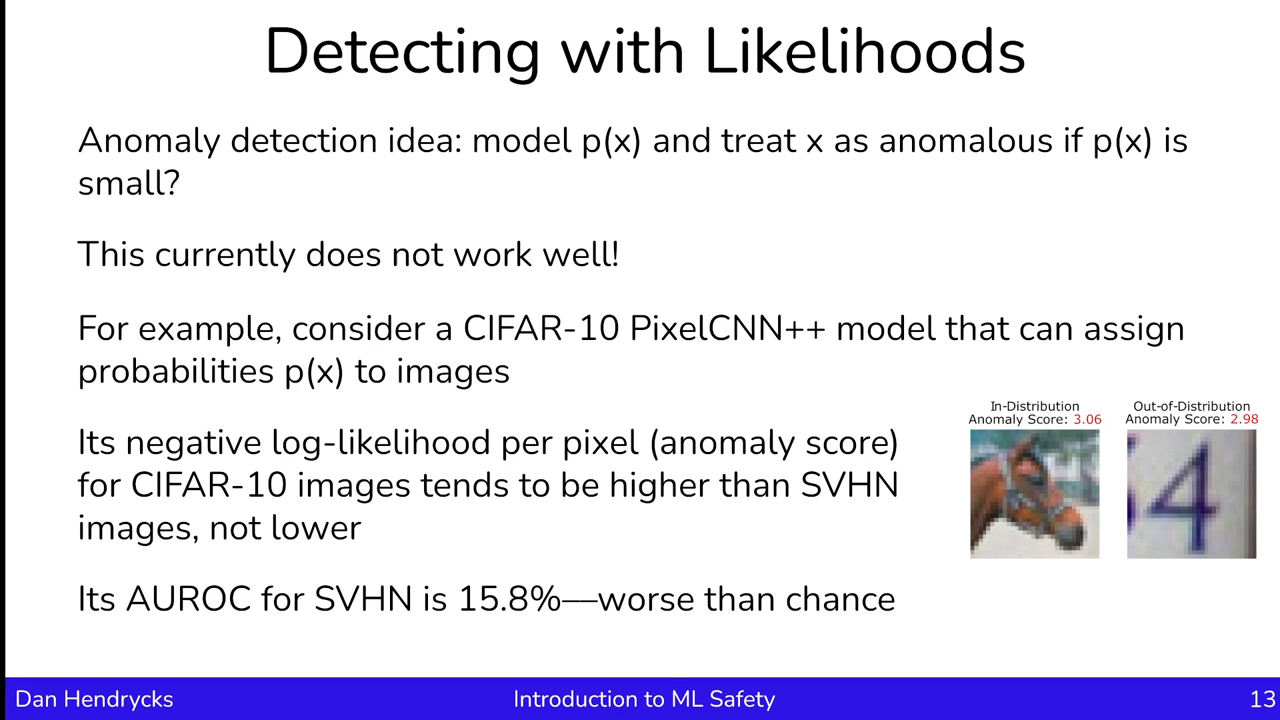 Detecting with Likelihoods
Anomaly detection idea: model p(x) and treat x as anomalous if p(x) is
small?
This currently does not work well!
For example, consider a CIFAR-10 PixelCNN++ model that can assign
probabilities p(x) to images
Its negative log-likelihood per pixel (anomaly score)
for CIFAR-10 images tends to be higher than SVHN
images, not lower
In-Distribution
Anomaly Score: 3.06
Out-of-Distribution
Anomaly Score: 2.98
4
Its AUROC for SVHN is 15.8%—worse than chance
Dan Hendrycks
Introduction to ML Safety
13